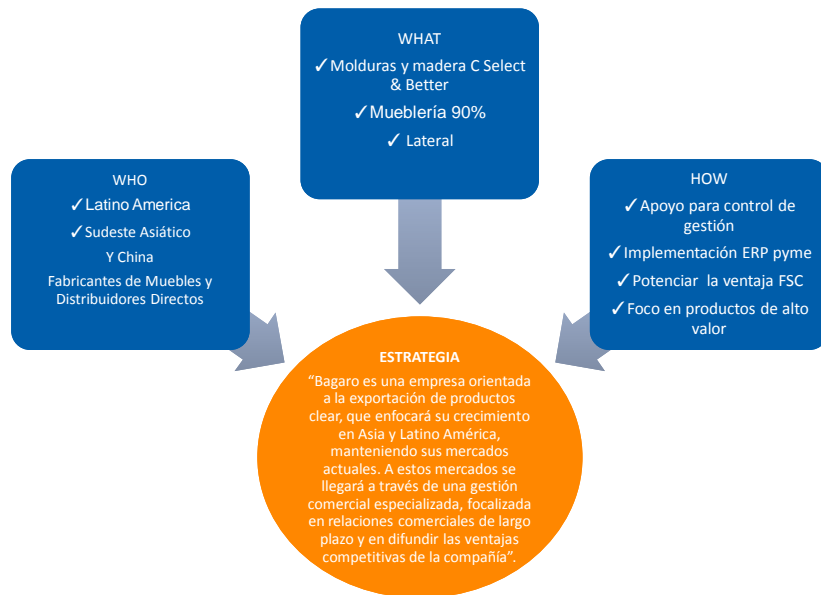 WHAT
✓Molduras y madera C Select
& Better
✓Mueblería 90%
✓ Lateral
WHO
✓Latino America
✓Sudeste Asiático
Y China
Fabricantes de Muebles y
Distribuidores Directos
HOW
✓Apoyo para control de
gestión
✓Implementación ERP pyme
✓Potenciar la ventaja FSC
✓Foco en productos de alto
valor
ESTRATEGIA
“Bagaro es una empresa orientada
a la exportación de productos
clear, que enfocará su crecimiento
en Asia y Latino América,
manteniendo sus mercados
actuales. A estos mercados se
llegará a través de una gestión
comercial especializada, focalizada
en relaciones comerciales de largo
plazo y en difundir las ventajas
competitivas de la compañía”.